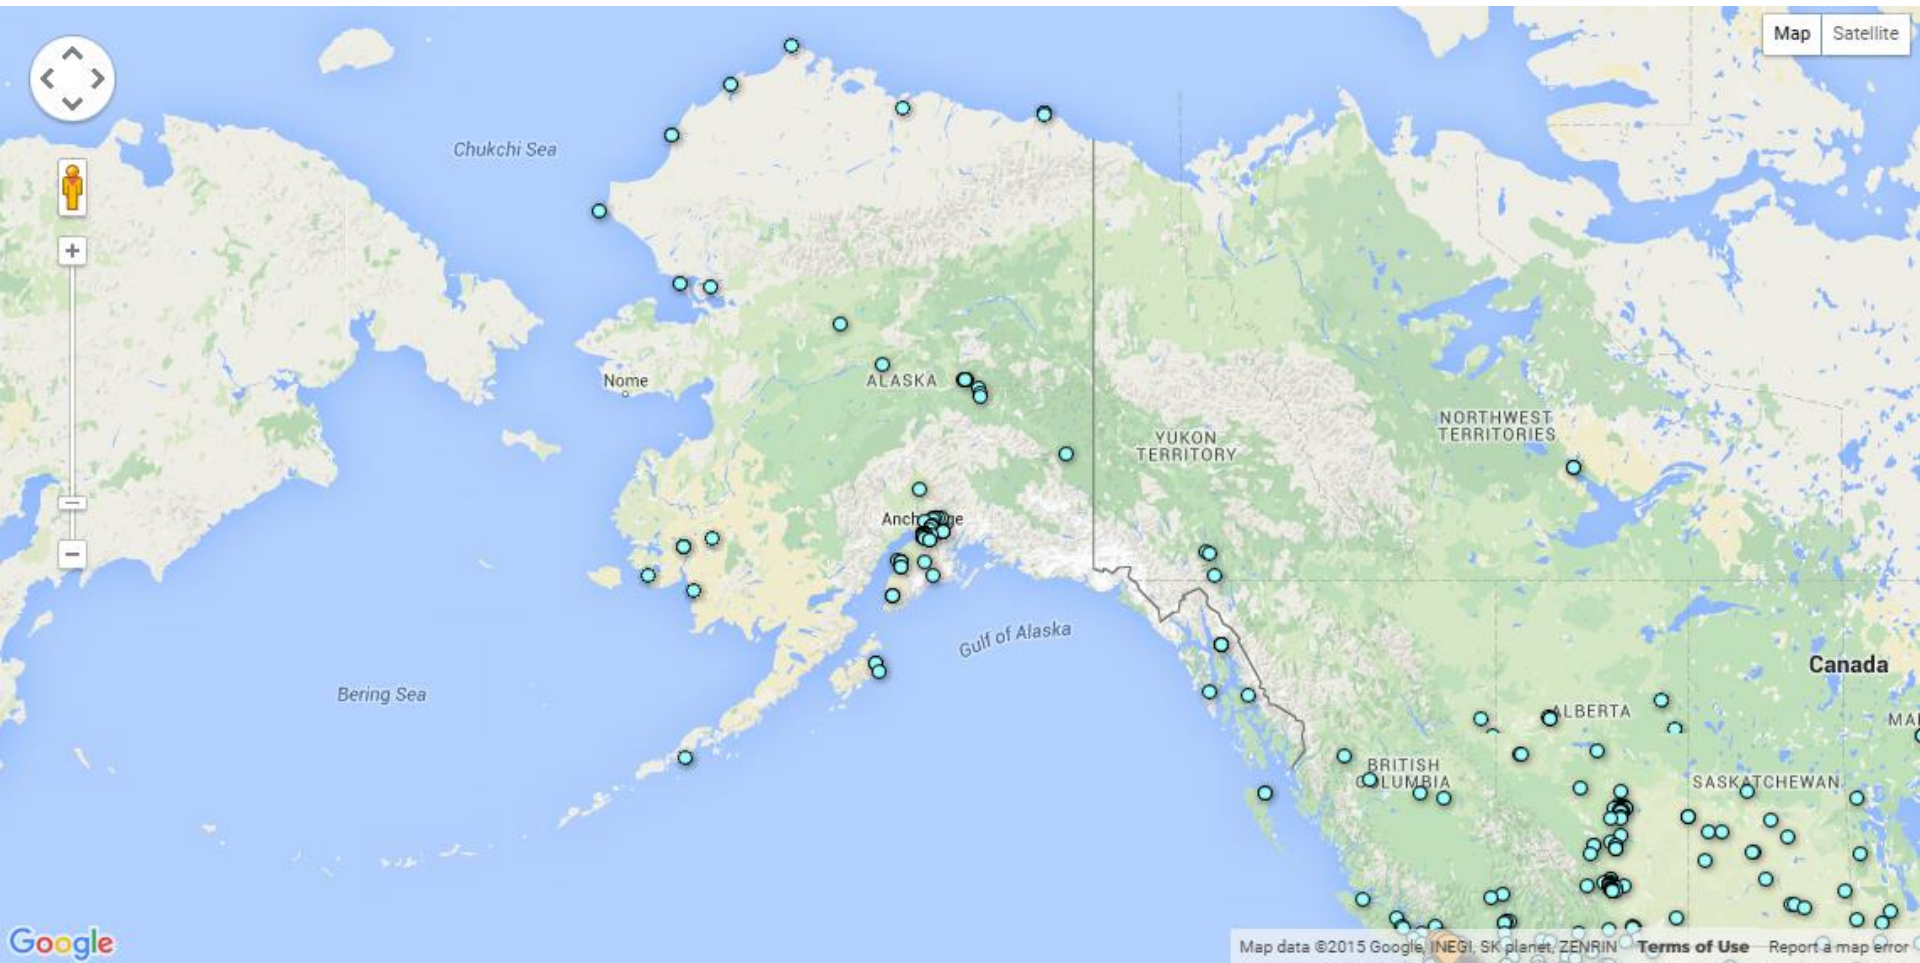 Map Satellite
Chukchi Sea
Nome
ALASKA
NORTHWEST
TERRITORIES
YUKON
TERRITORY
Gulf of Alaska
Canada
Bering Sea
ALBERTA
BRITISH
SASKATCHEWAN
Google
Map data ©2015 Google, INEGI, SK planet, ZENRIN Terms of Use Report a map error